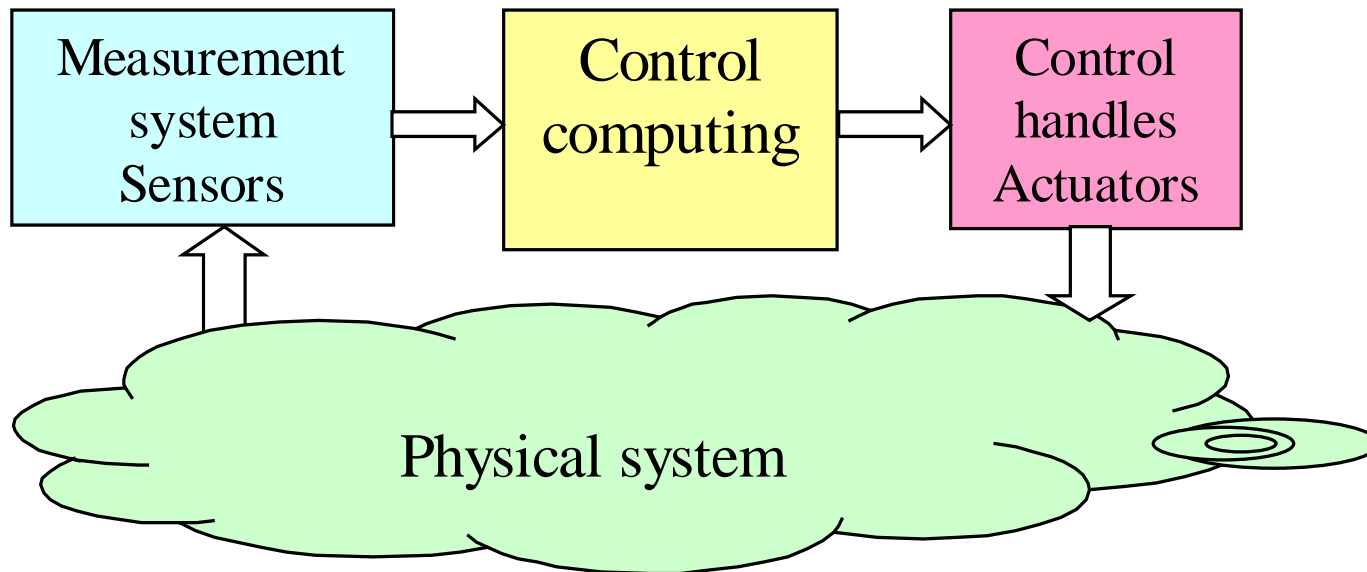 Measurement
system
Sensors
Control
computing
Control
handles
Actuators
Physical system